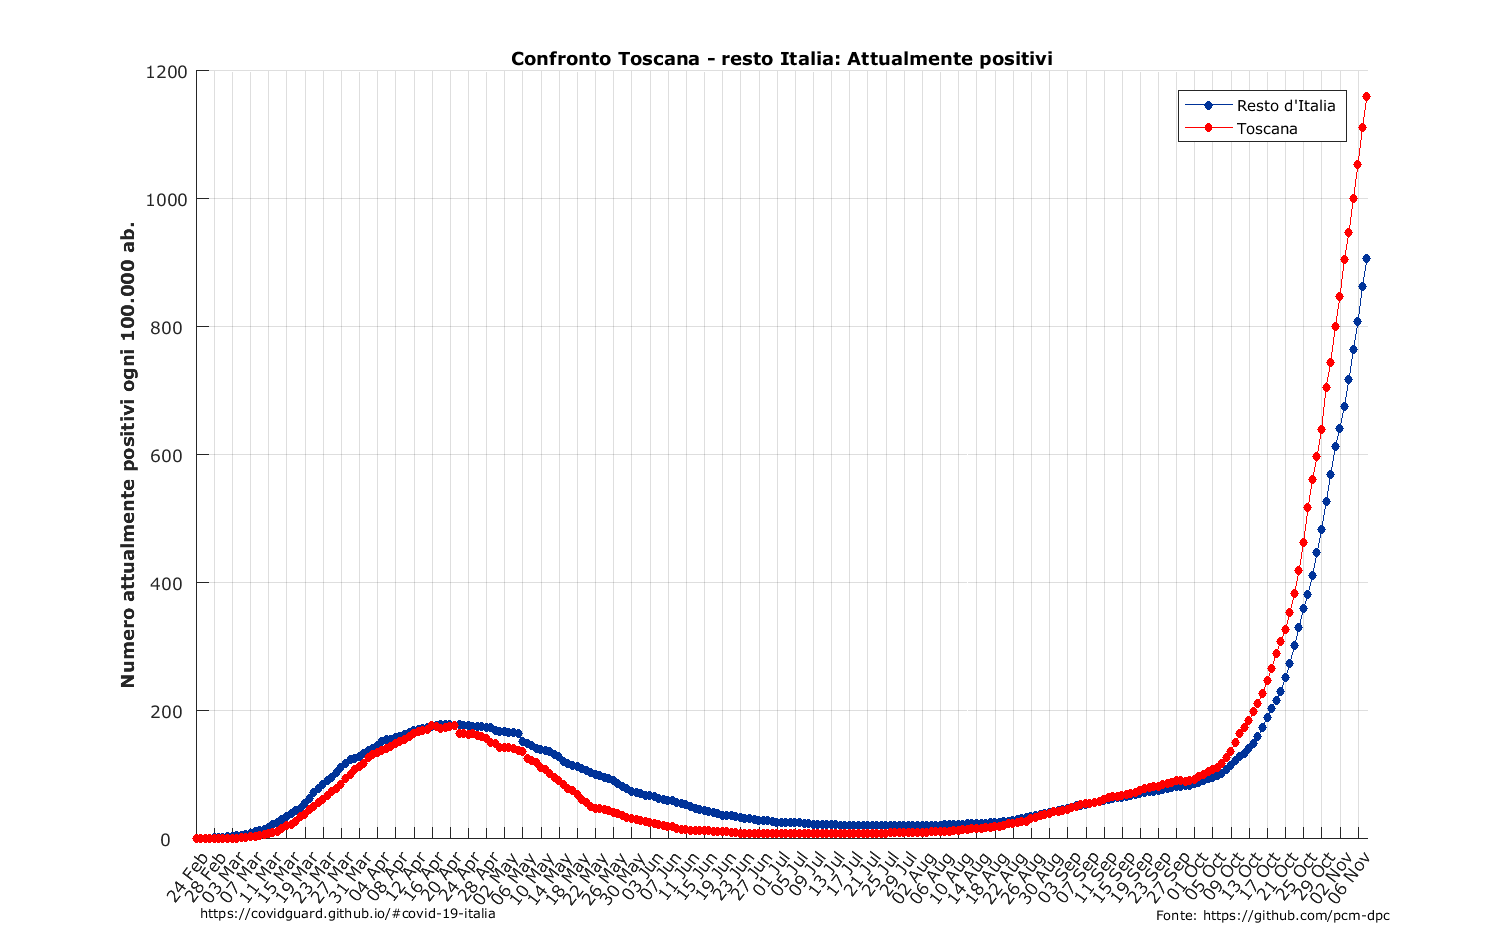 Confronto Toscana - resto Italia: Attualmente positivi
Numero attualmente positivi ogni 100.000 ab.
1200
1000
800
600
400
200
0
Resto d'Italia
Toscana
24 Feb
28 Feb
03 Mar
07 Mar
11 Mar
15 Mar
19 Mar
23 Mar
27 Mar
31 Mar
04 Apr
08 Apr
12 Apr
16 Apr
20 Apr
24 Apr
28 Apr
02 May
06 May
10 May
14 May
18 May
22 May
26 May
30 May
03 Jun
07 Jun
11 Jun
15 Jun
19 Jun
23 Jun
27 Jun
01 Jul
05 Jul
09 Jul
13 Jul
17 Jul
21 Jul
25 Jul
29 Jul
02 Aug
06 Aug
10 Aug
14 Aug
18 Aug
22 Aug
26 Aug
30 Aug
03 Sep
07 Sep
11 Sep
15 Sep
19 Sep
23 Sep
27 Sep
01 Oct
05 Oct
09 Oct
13 Oct
17 Oct
21 Oct
25 Oct
29 Oct
02 Nov
06 Nov
https://covidguard.github.io/#covid-19-italia
Fonte: https://github.com/pcm-dpc